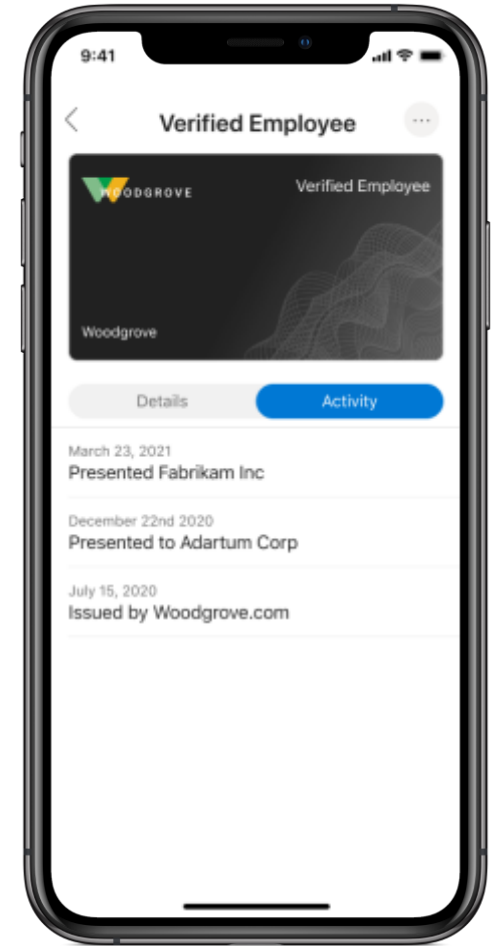 9:41
Verified Employee
WOODGROVE
Verified Employee
Woodgrove
Details
Activity
March 23, 2021
Presented Fabrikam Inc
December 22nd 2020
Presented to Adartum Corp
July 15, 2020
Issued by Woodgrove.com